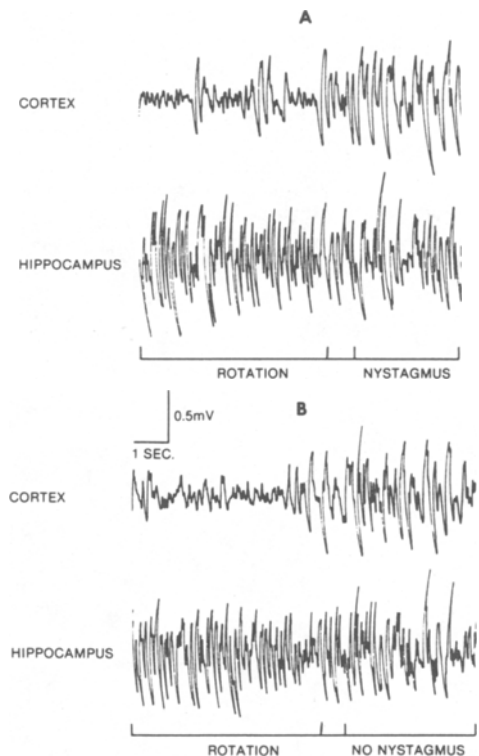 A
CORTEX
HIPPOCAMPUS
ROTATION NYSTAGMUS
0.5mV
1 SEC.
B
CORTEX
HIPPOCAMPUS
ROTATION NO NYSTAGMUS